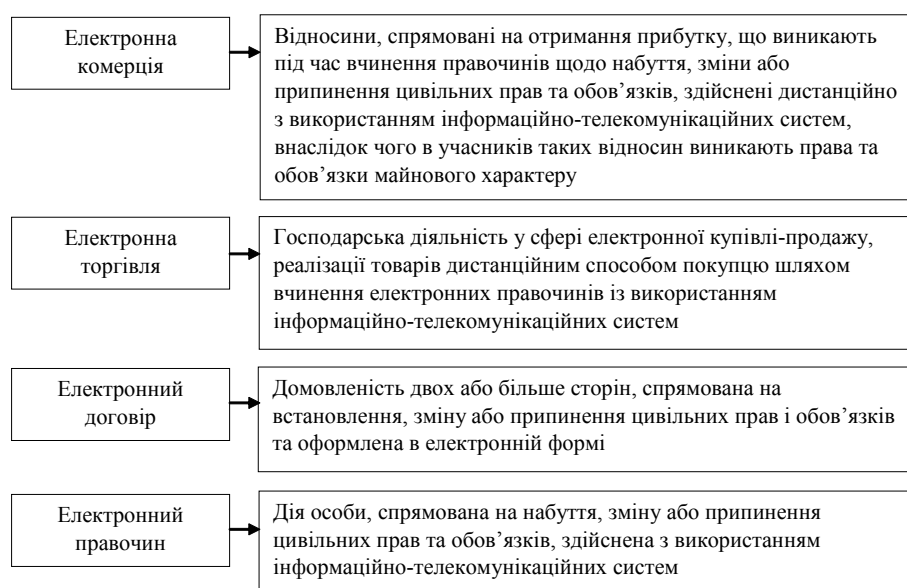 Електронна
комерція
Відносини, спрямовані на отримання прибутку, що виникають
під час вчинення правочинів щодо набуття, зміни або
припинення цивільних прав та обов’язків, здійснені дистанційно
з використанням інформаційно-телекомунікаційних систем,
внаслідок чого в учасників таких відносин виникають права та
обов’язки майнового характеру
Електронна
торгівля
Господарська діяльність у сфері електронної купівлі-продажу,
реалізації товарів дистанційним способом покупцю шляхом
вчинення електронних правочинів із використанням
інформаційно-телекомунікаційних систем
Електронний
договір
Домовленість двох або більше сторін, спрямована на
встановлення, зміну або припинення цивільних прав і обов’язків
та оформлена в електронній формі
Електронний
правочин
Дія особи, спрямована на набуття, зміну або припинення
цивільних прав та обов’язків, здійснена з використанням
інформаційно-телекомунікаційних систем